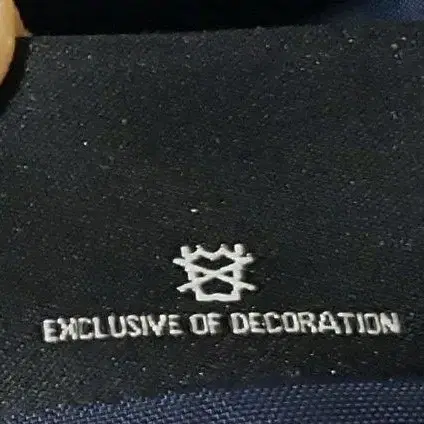 EXCLUSIVE OF DECORATION